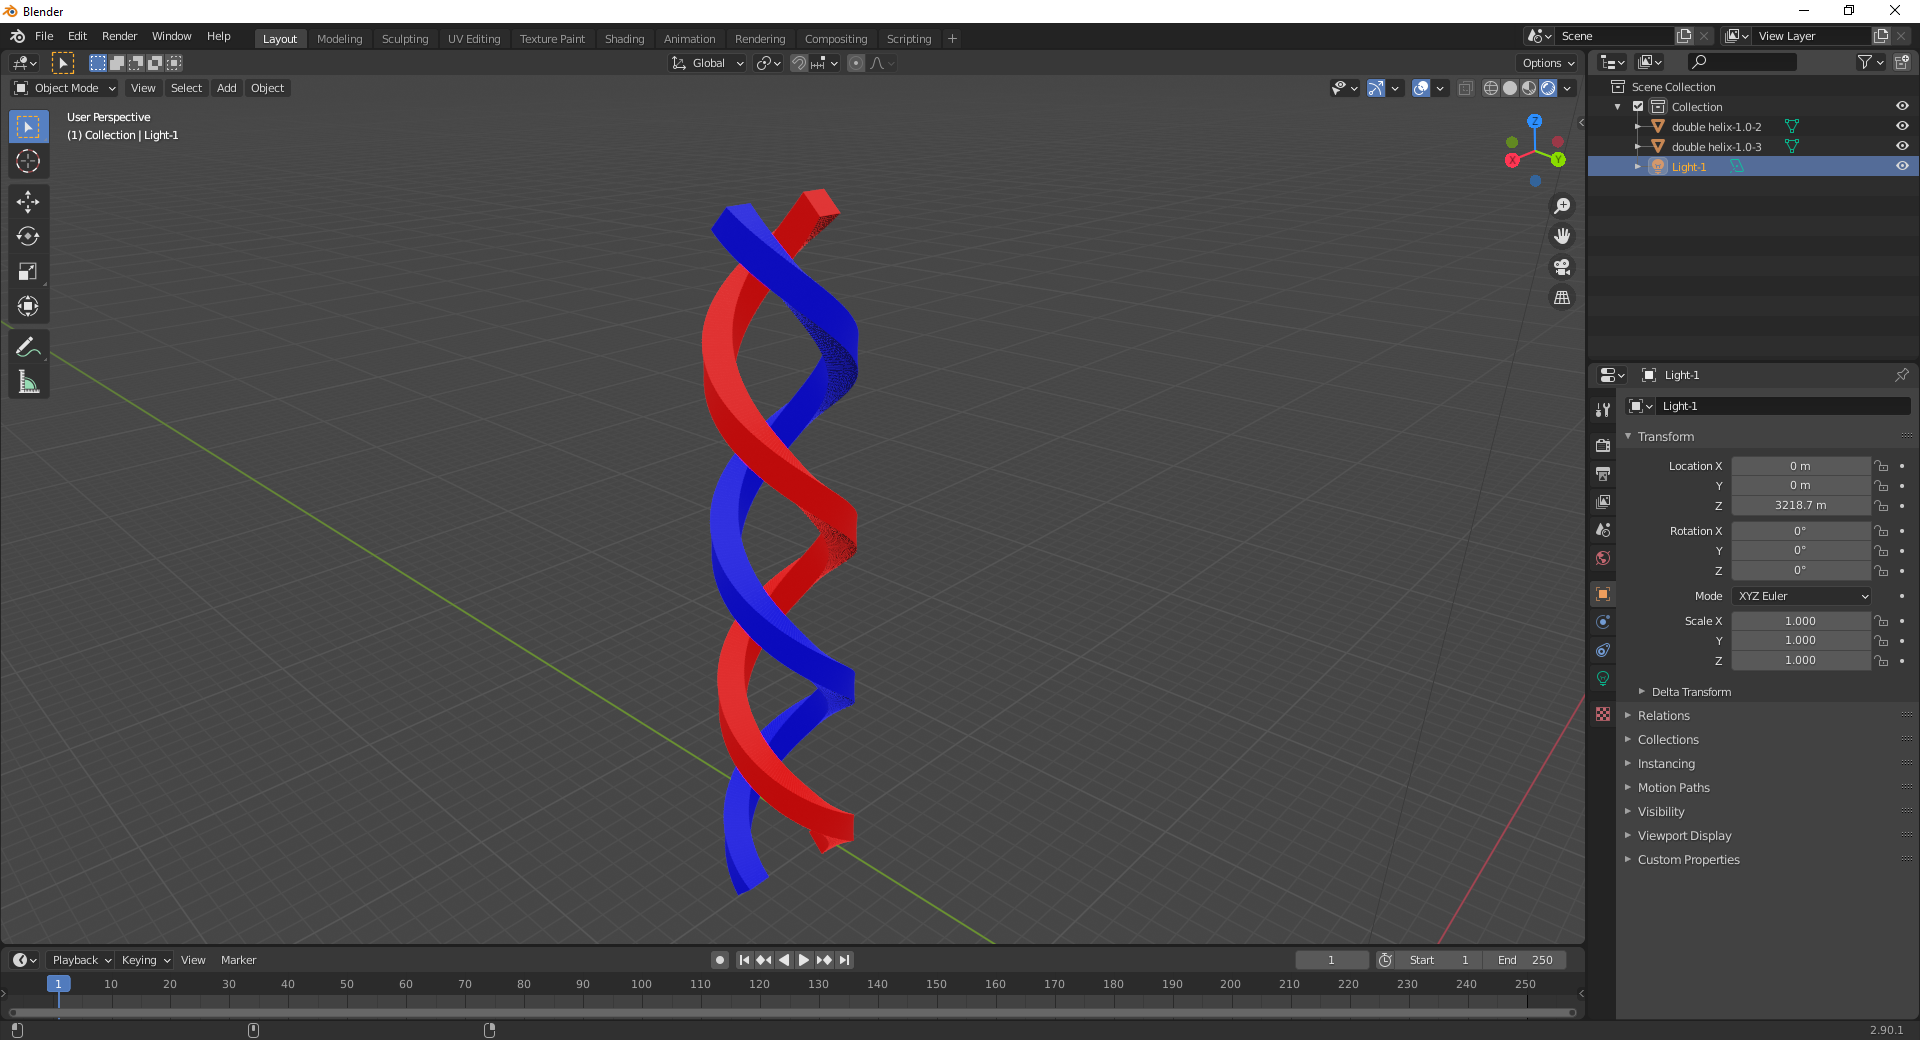 Blender
File Edit Render Window Help
Layout Modeling Sculpting UV Editing Texture Paint Shading Animation Rendering Compositing Scripting +
Scene
View Layer
Global
Options
Object Mode View Select Add Object
User Perspective
(1) Collection | Light-1
Z
X
Y
Scene Collection
Collection
double helix-1.0-2
double helix-1.0-3
Light-1
Light-1
Light-1
Transform
Location X 0 m
Y 0 m
Z 3218.7 m
Rotation X 0°
Y 0°
Z 0°
Mode XYZ Euler
Scale X 1.000
Y 1.000
Z 1.000
Delta Transform
Relations
Collections
Instancing
Motion Paths
Visibility
Viewport Display
Custom Properties
Playback Keying View Marker
1
Start 1
End 250
1 10 20 30 40 50 60 70 80 90 100 110 120 130 140 150 160 170 180 190 200 210 220 230 240 250
2.90.1